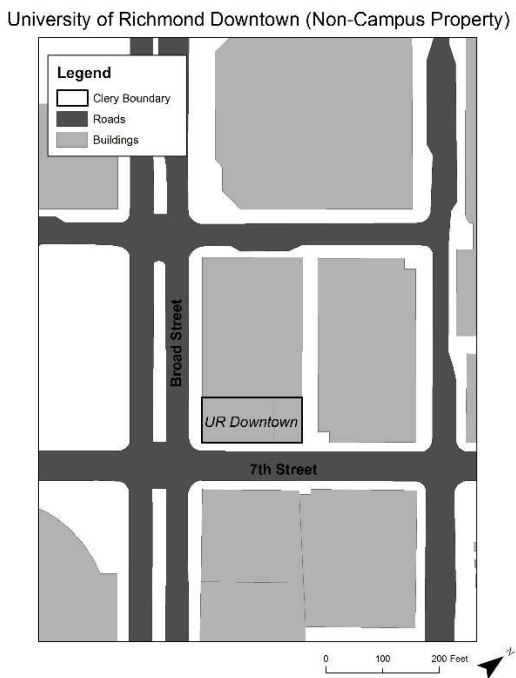 University of Richmond Downtown (Non-Campus Property)
Legend
Clery Boundary
Roads
Buildings
Broad Street
UR Downtown
7th Street
0 100 200 Feet
N